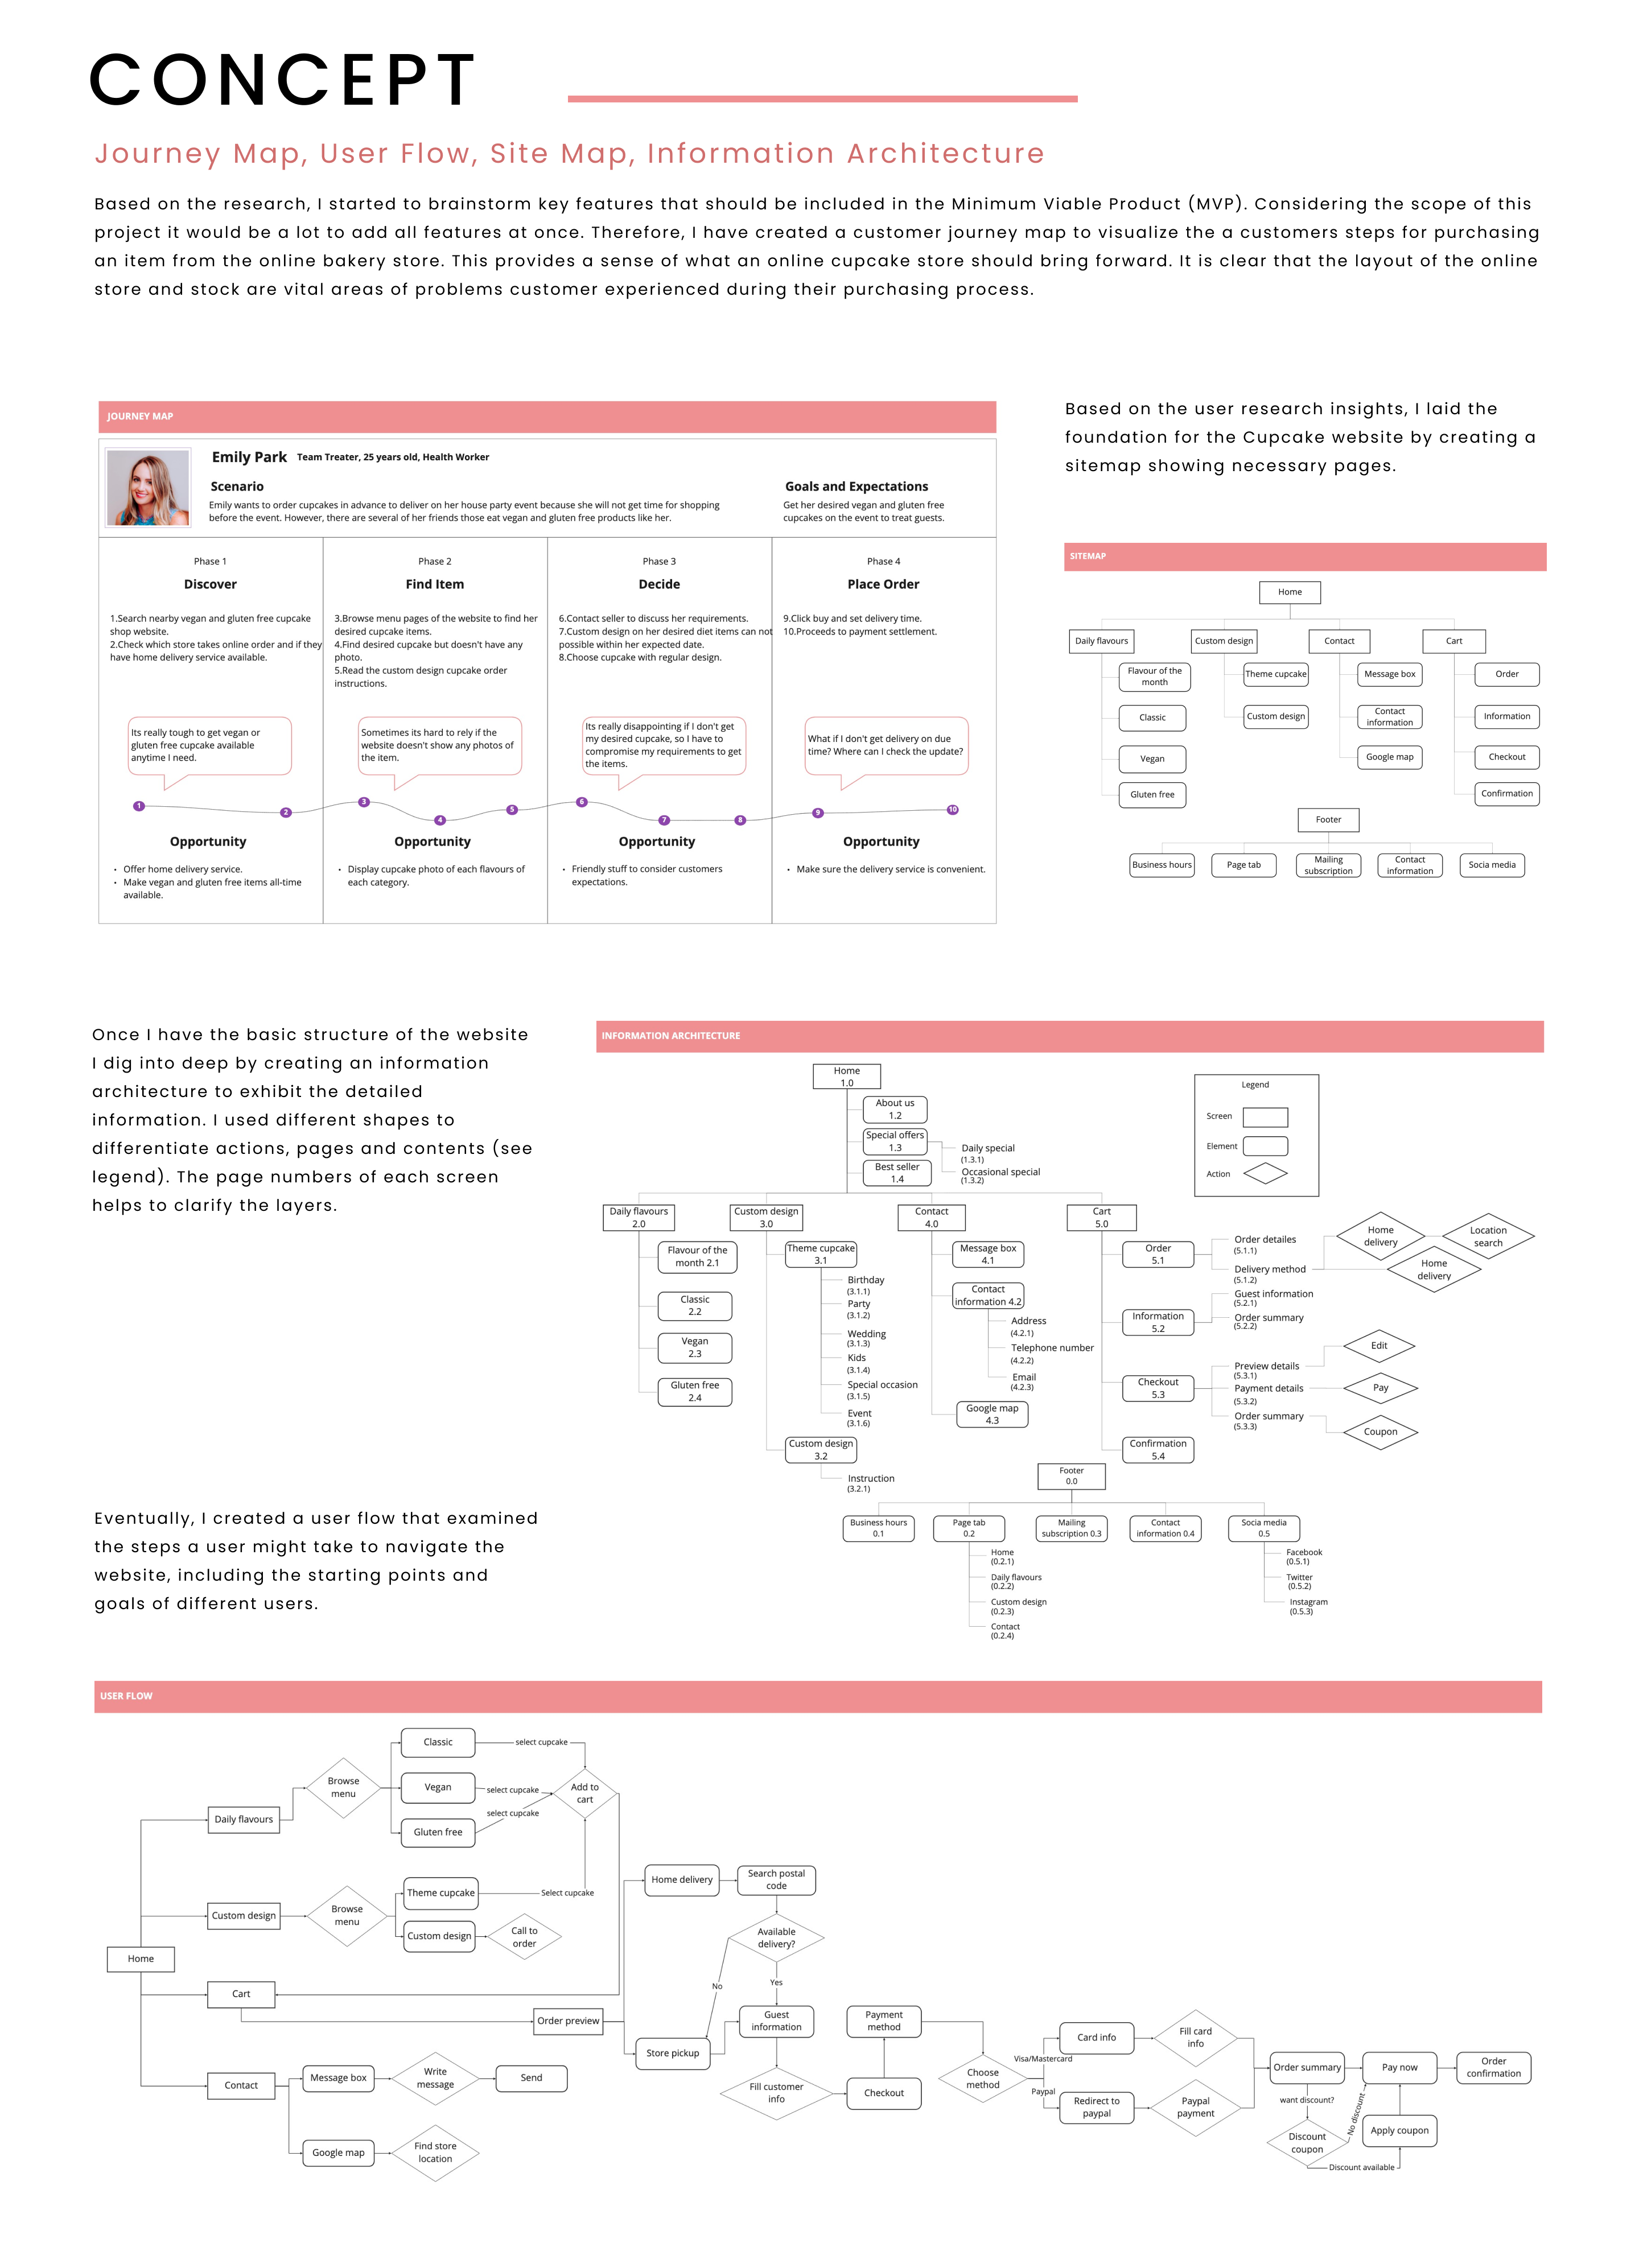 CONCEPT
Journey Map, User Flow, Site Map, Information Architecture
Based on the research, I started to brainstorm key features that should be included in the Minimum Viable Product (MVP). Considering the scope of this
project it would be a lot to add all features at once. Therefore, I have created a customer journey map to visualize the a customers steps for purchasing
an item from the online bakery store. This provides a sense of what an online cupcake store should bring forward. It is clear that the layout of the online
store and stock are vital areas of problems customer experienced during their purchasing process.
JOURNEY MAP
Emily Park Team Treater, 25 years old, Health Worker
Scenario
Emily wants to order cupcakes in advance to deliver on her house party event because she will not get time for shopping
before the event. However, there are several of her friends those eat vegan and gluten free products like her.
Goals and Expectations
Get her desired vegan and gluten free
cupcakes on the event to treat guests.
Phase 1
Discover
1.Search nearby vegan and gluten free cupcake
shop website.
2.Check which store takes online order and if they
have home delivery service available.
Its really tough to get vegan or
gluten free cupcake available
anytime I need.
1
2
Opportunity
• Offer home delivery service.
• Make vegan and gluten free items all-time
available.
Phase 2
Find Item
3.Browse menu pages of the website to find her
desired cupcake items.
4.Find desired cupcake but doesn't have any
photo.
5.Read the custom design cupcake order
instructions.
Sometimes its hard to rely if the
website doesn't show any photos of
the item.
3
4
5
Opportunity
• Display cupcake photo of each flavours of
each category.
Phase 3
Decide
6.Contact seller to discuss her requirements.
7.Custom design on her desired diet items can not
possible within her expected date.
8.Choose cupcake with regular design.
Its really disappointing if I don't get
my desired cupcake, so I have to
compromise my requirements to get
the items.
6
7
8
Opportunity
• Friendly stuff to consider customers
expectations.
Phase 4
Place Order
9.Click buy and set delivery time.
10.Proceeds to payment settlement.
What if I don't get delivery on due
time? Where can I check the update?
9
10
Opportunity
• Make sure the delivery service is convenient.
Based on the user research insights, I laid the
foundation for the Cupcake website by creating a
sitemap showing necessary pages.
SITEMAP
Home
Daily flavours
Custom design
Contact
Cart
Flavour of the
month
Classic
Vegan
Gluten free
Theme cupcake
Custom design
Message box
Contact
information
Google map
Order
Information
Checkout
Confirmation
Footer
Business hours
Page tab
Mailing
subscription
Contact
information
Socia media
Once I have the basic structure of the website
I dig into deep by creating an information
architecture to exhibit the detailed
information. I used different shapes to
differentiate actions, pages and contents (see
legend). The page numbers of each screen
helps to clarify the layers.
INFORMATION ARCHITECTURE
Home
1.0
About us
1.2
Special offers
1.3
Daily special
(1.3.1)
Occasional special
(1.3.2)
Best seller
1.4
Legend
Screen
Element
Action
Daily flavours
2.0
Flavour of the
month 2.1
Classic
2.2
Vegan
2.3
Gluten free
2.4
Custom design
3.0
Theme cupcake
3.1
Birthday
(3.1.1)
Party
(3.1.2)
Wedding
(3.1.3)
Kids
(3.1.4)
Special occasion
(3.1.5)
Event
(3.1.6)
Custom design
3.2
Instruction
(3.2.1)
Contact
4.0
Message box
4.1
Contact
information 4.2
Address
(4.2.1)
Telephone number
(4.2.2)
Email
(4.2.3)
Google map
4.3
Cart
5.0
Order
5.1
Order detailes
(5.1.1)
Delivery method
(5.1.2)
Home
delivery
Location
search
Home
delivery
Information
5.2
Guest information
(5.2.1)
Order summary
(5.2.2)
Checkout
5.3
Preview details
(5.3.1)
Payment details
(5.3.2)
Order summary
(5.3.3)
Edit
Pay
Coupon
Confirmation
5.4
Footer
0.0
Business hours
0.1
Page tab
0.2
Home
(0.2.1)
Daily flavours
(0.2.2)
Custom design
(0.2.3)
Contact
(0.2.4)
Mailing
subscription 0.3
Contact
information 0.4
Socia media
0.5
Facebook
(0.5.1)
Twitter
(0.5.2)
Instagram
(0.5.3)
Eventually, I created a user flow that examined
the steps a user might take to navigate the
website, including the starting points and
goals of different users.
USER FLOW
Home
Daily flavours
Browse
menu
Classic
select cupcake
Vegan
select cupcake
Gluten free
select cupcake
Add to
cart
Custom design
Browse
menu
Theme cupcake
Select cupcake
Custom design
Call to
order
Cart
Order preview
Contact
Message box
Write
message
Send
Google map
Find store
location
Home delivery
Search postal
code
Available
delivery?
No
Yes
Store pickup
Guest
information
Fill customer
info
Checkout
Payment
method
Choose
method
Visa/Mastercard
Paypal
Card info
Fill card
info
Redirect to
paypal
Paypal
payment
Order summary
want discount?
Discount
coupon
No discount
Discount available
Apply coupon
Pay now
Order
confirmation